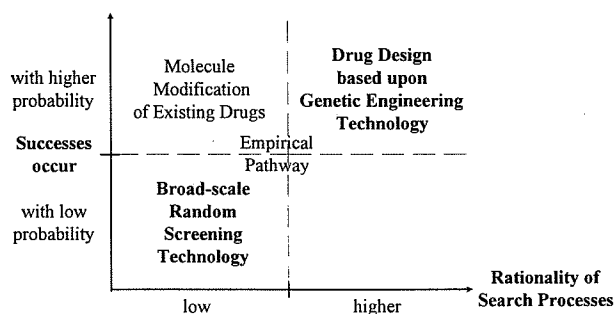 with higher
probability
Molecule
Modification
of Existing Drugs
Drug Design
based upon
Genetic Engineering
Technology
Successes
occur
Empirical
Pathway
with low
probability
Broad-scale
Random
Screening
Technology
low
higher
Rationality of
Search Processes